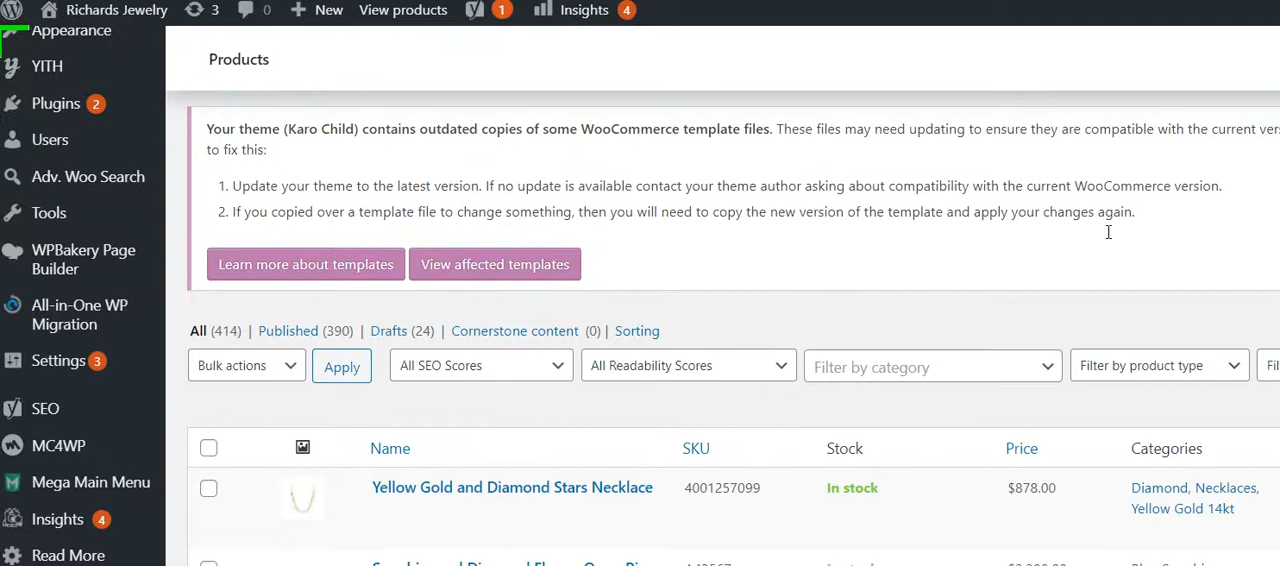 Richards Jewelry 3 0 New View products 1 Insights 4
Appearance
YITH
Plugins 2
Users
Adv. Woo Search
Tools
WPBakery Page
Builder
All-in-One WP
Migration
Settings 3
SEO
MC4WP
Mega Main Menu
Insights 4
Read More
Products
Your theme (Karo Child) contains outdated copies of some WooCommerce template files. These files may need updating to ensure they are compatible with the current
to fix this:
1. Update your theme to the latest version. If no update is available contact your theme author asking about compatibility with the current WooCommerce version.
2. If you copied over a template file to change something, then you will need to copy the new version of the template and apply your changes again.
Learn more about templates View affected templates
All (414) | Published (390) | Drafts (24) | Cornerstone content (0) | Sorting
Bulk actions Apply All SEO Scores All Readability Scores Filter by category Filter by product type
Name SKU Stock Price Categories
Yellow Gold and Diamond Stars Necklace 4001257099 In stock $878.00 Diamond, Necklaces,
Yellow Gold 14kt